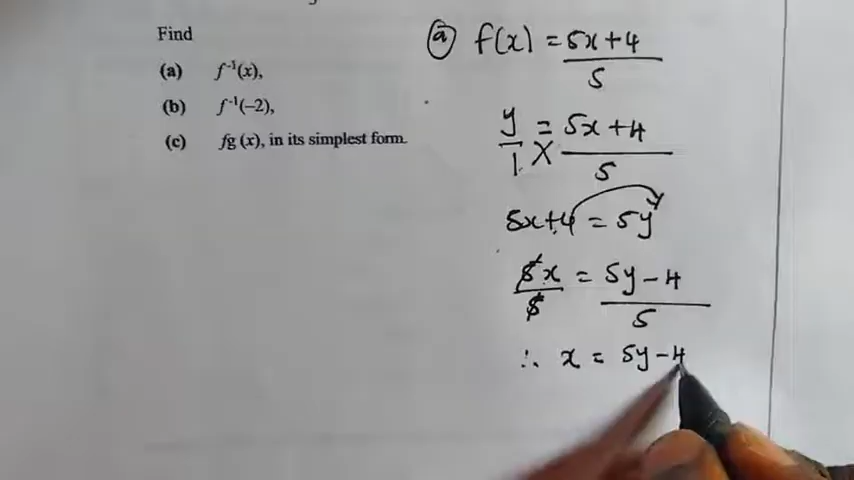 Find
(a) f⁻¹(x),
(b) f⁻¹(–2),
(c) fg (x), in its simplest form.
(a) f(x) = 5x+4
5
y = 5x+4
1 X 5
5x+4 = 5y
5x = 5y – 4
5 5
∴ x = 5y – 4